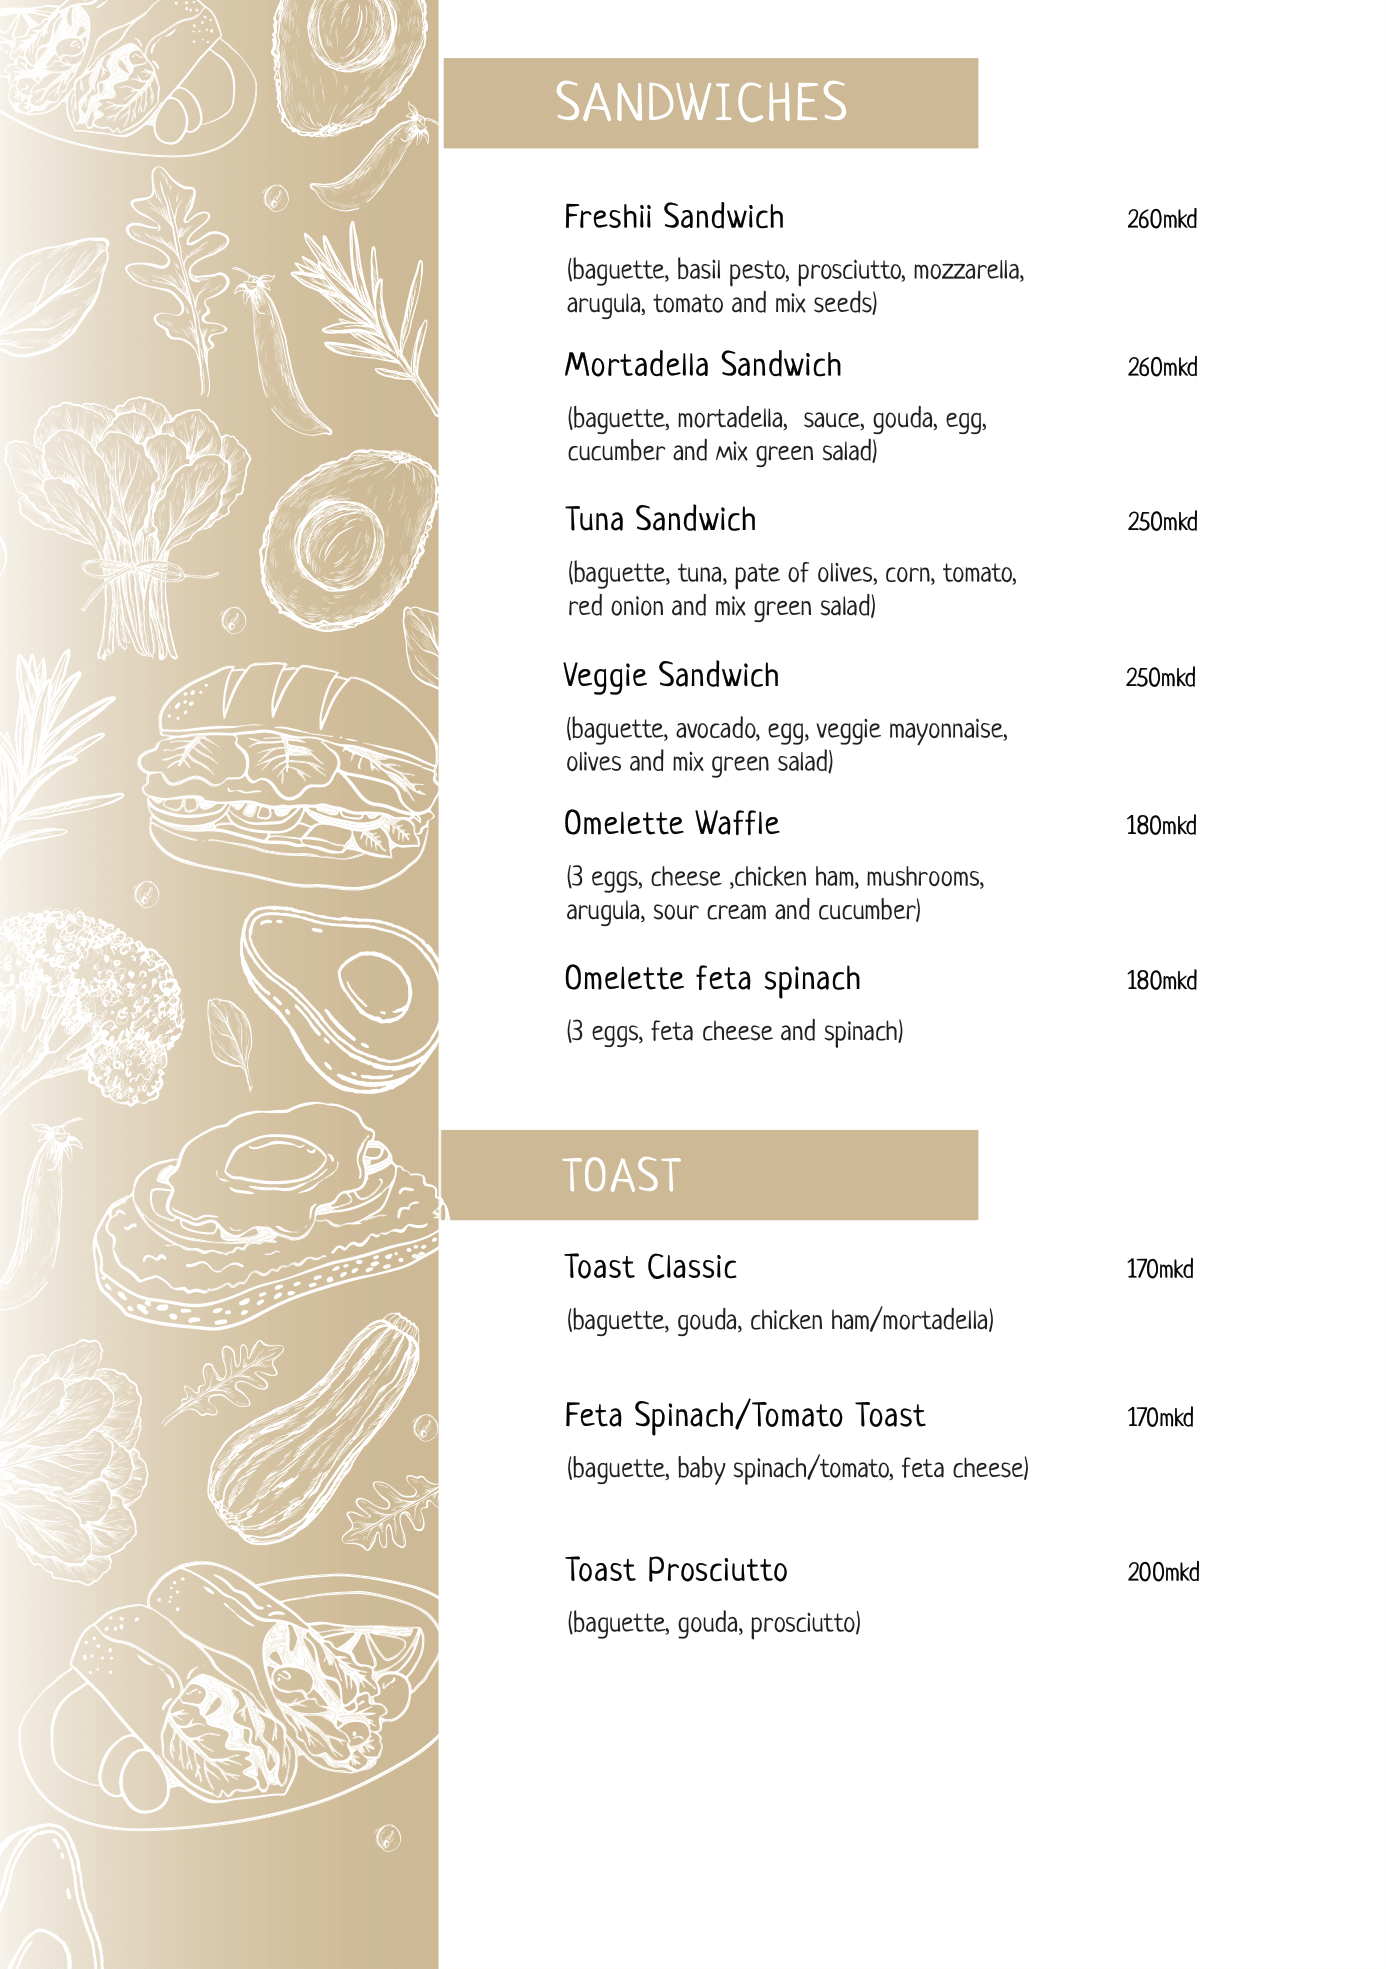 SANDWICHES
Freshii Sandwich 260mkd
(baguette, basil pesto, prosciutto, mozzarella,
arugula, tomato and mix seeds)
Mortadella Sandwich 260mkd
(baguette, mortadella,  sauce, gouda, egg,
cucumber and мix green salad)
Tuna Sandwich 250mkd
(baguette, tuna, pate of olives, corn, tomato,
red onion and mix green salad)
Veggie Sandwich 250mkd
(baguette, avocado, egg, veggie mayonnaise,
olives and mix green salad)
Omelette Waffle 180mkd
(3 eggs, cheese ,chicken ham, mushrooms,
arugula, sour cream and cucumber)
Omelette feta spinach 180mkd
(3 eggs, feta cheese and spinach)
TOAST
Toast Classic 170mkd
(baguette, gouda, chicken ham/mortadella)
Feta Spinach/Tomato Toast 170mkd
(baguette, baby spinach/tomato, feta cheese)
Toast Prosciutto 200mkd
(baguette, gouda, prosciutto)